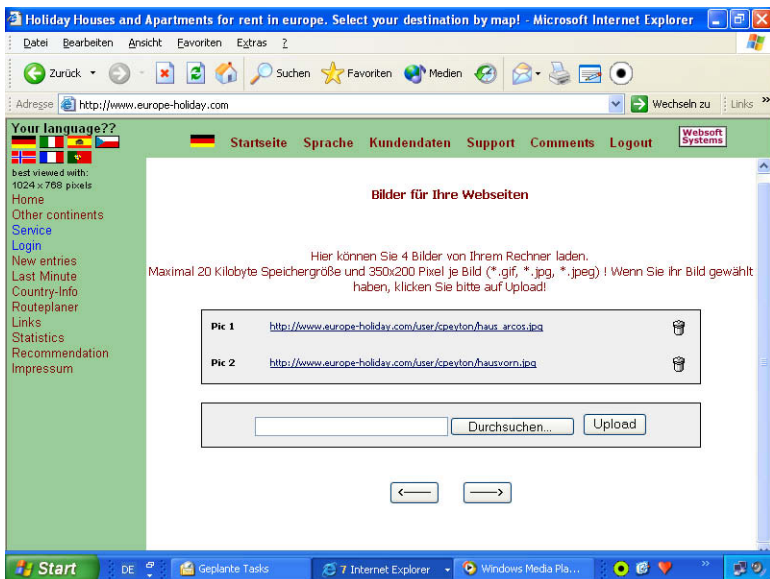 Holiday Houses and Apartments for rent in europe. Select your destination by map! - Microsoft Internet Explorer
Datei Bearbeiten Ansicht Favoriten Extras ?
Zurück Suchen Favoriten Medien
Adresse http://www.europe-holiday.com Wechseln zu Links »
Your language??
best viewed with:
1024 x 768 pixels
Home
Other continents
Service
Login
New entries
Last Minute
Country-Info
Routeplaner
Links
Statistics
Recommendation
Impressum
Startseite Sprache Kundendaten Support Comments Logout
Websoft
Systems
Bilder für Ihre Webseiten
Hier können Sie 4 Bilder von Ihrem Rechner laden.
Maximal 20 Kilobyte Speichergröße und 350x200 Pixel je Bild (*.gif, *.jpg, *.jpeg) ! Wenn Sie ihr Bild gewählt
haben, klicken Sie bitte auf Upload!
Pic 1 http://www.europe-holiday.com/user/cpeyton/haus_arcos.jpg
Pic 2 http://www.europe-holiday.com/user/cpeyton/hausvorn.jpg
Durchsuchen... Upload
<—— ——>
Start DE Geplante Tasks 7 Internet Explorer Windows Media Pla... »